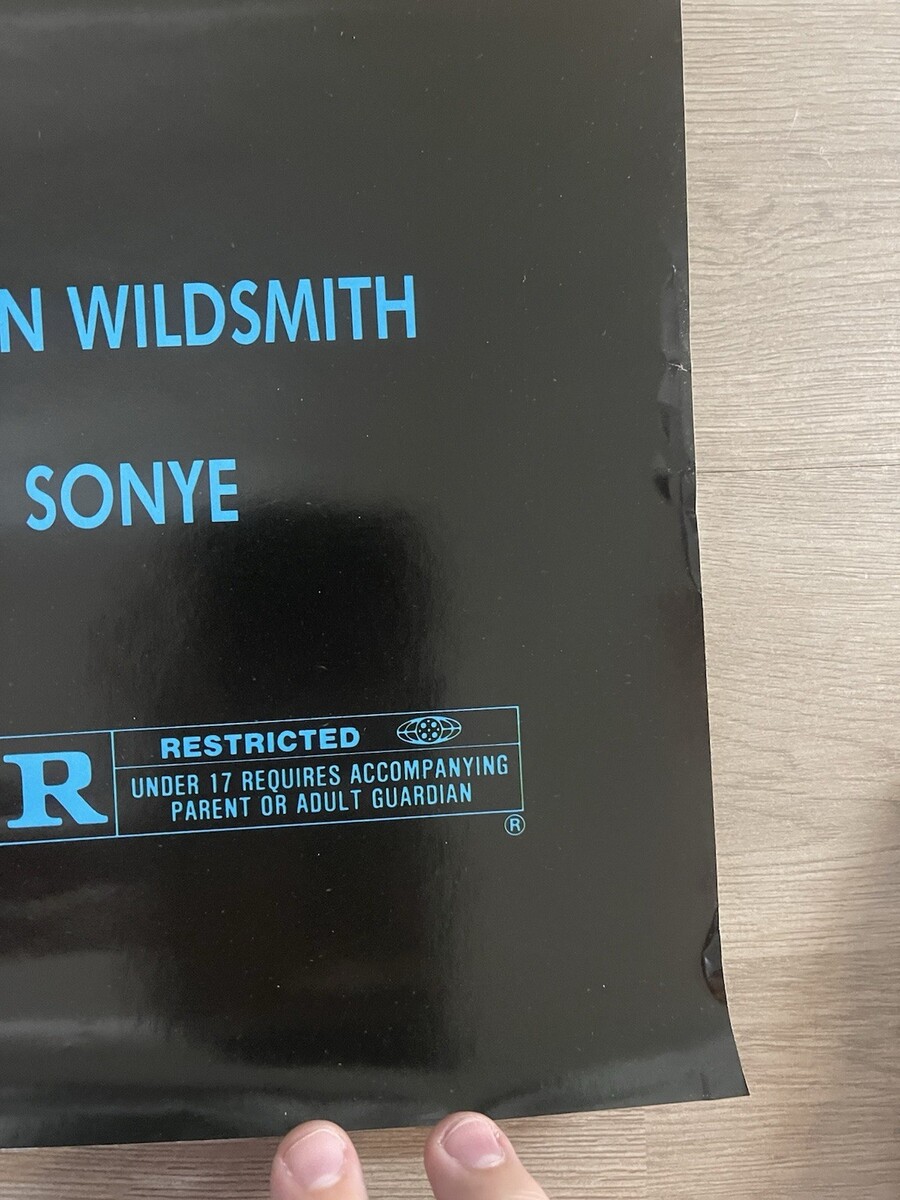 N WILDSMITH
SONYE
R
RESTRICTED
UNDER 17 REQUIRES ACCOMPANYING
PARENT OR ADULT GUARDIAN
®